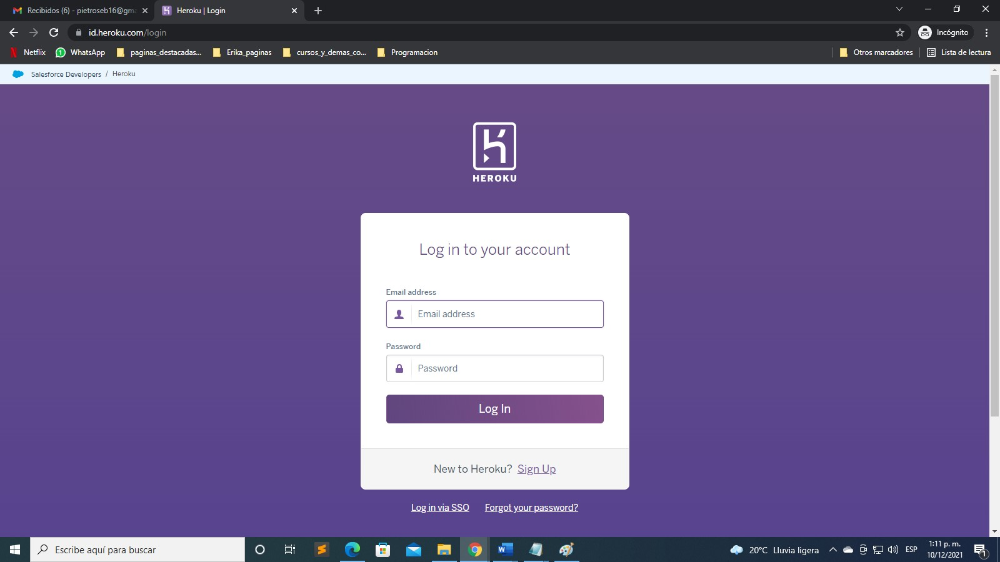 Recibidos (6) - pietroseb16@gma
Heroku | Login
id.heroku.com/login
Incógnito
Netflix
WhatsApp
paginas_destacadas...
Erika_paginas
cursos_y_demas_co...
Programacion
Otros marcadores
Lista de lectura
Salesforce Developers / Heroku
HEROKU
Log in to your account
Email address
Email address
Password
Password
Log In
New to Heroku? Sign Up
Log in via SSO
Forgot your password?
Escribe aquí para buscar
20°C Lluvia ligera
ESP
1:11 p. m.
10/12/2021
1